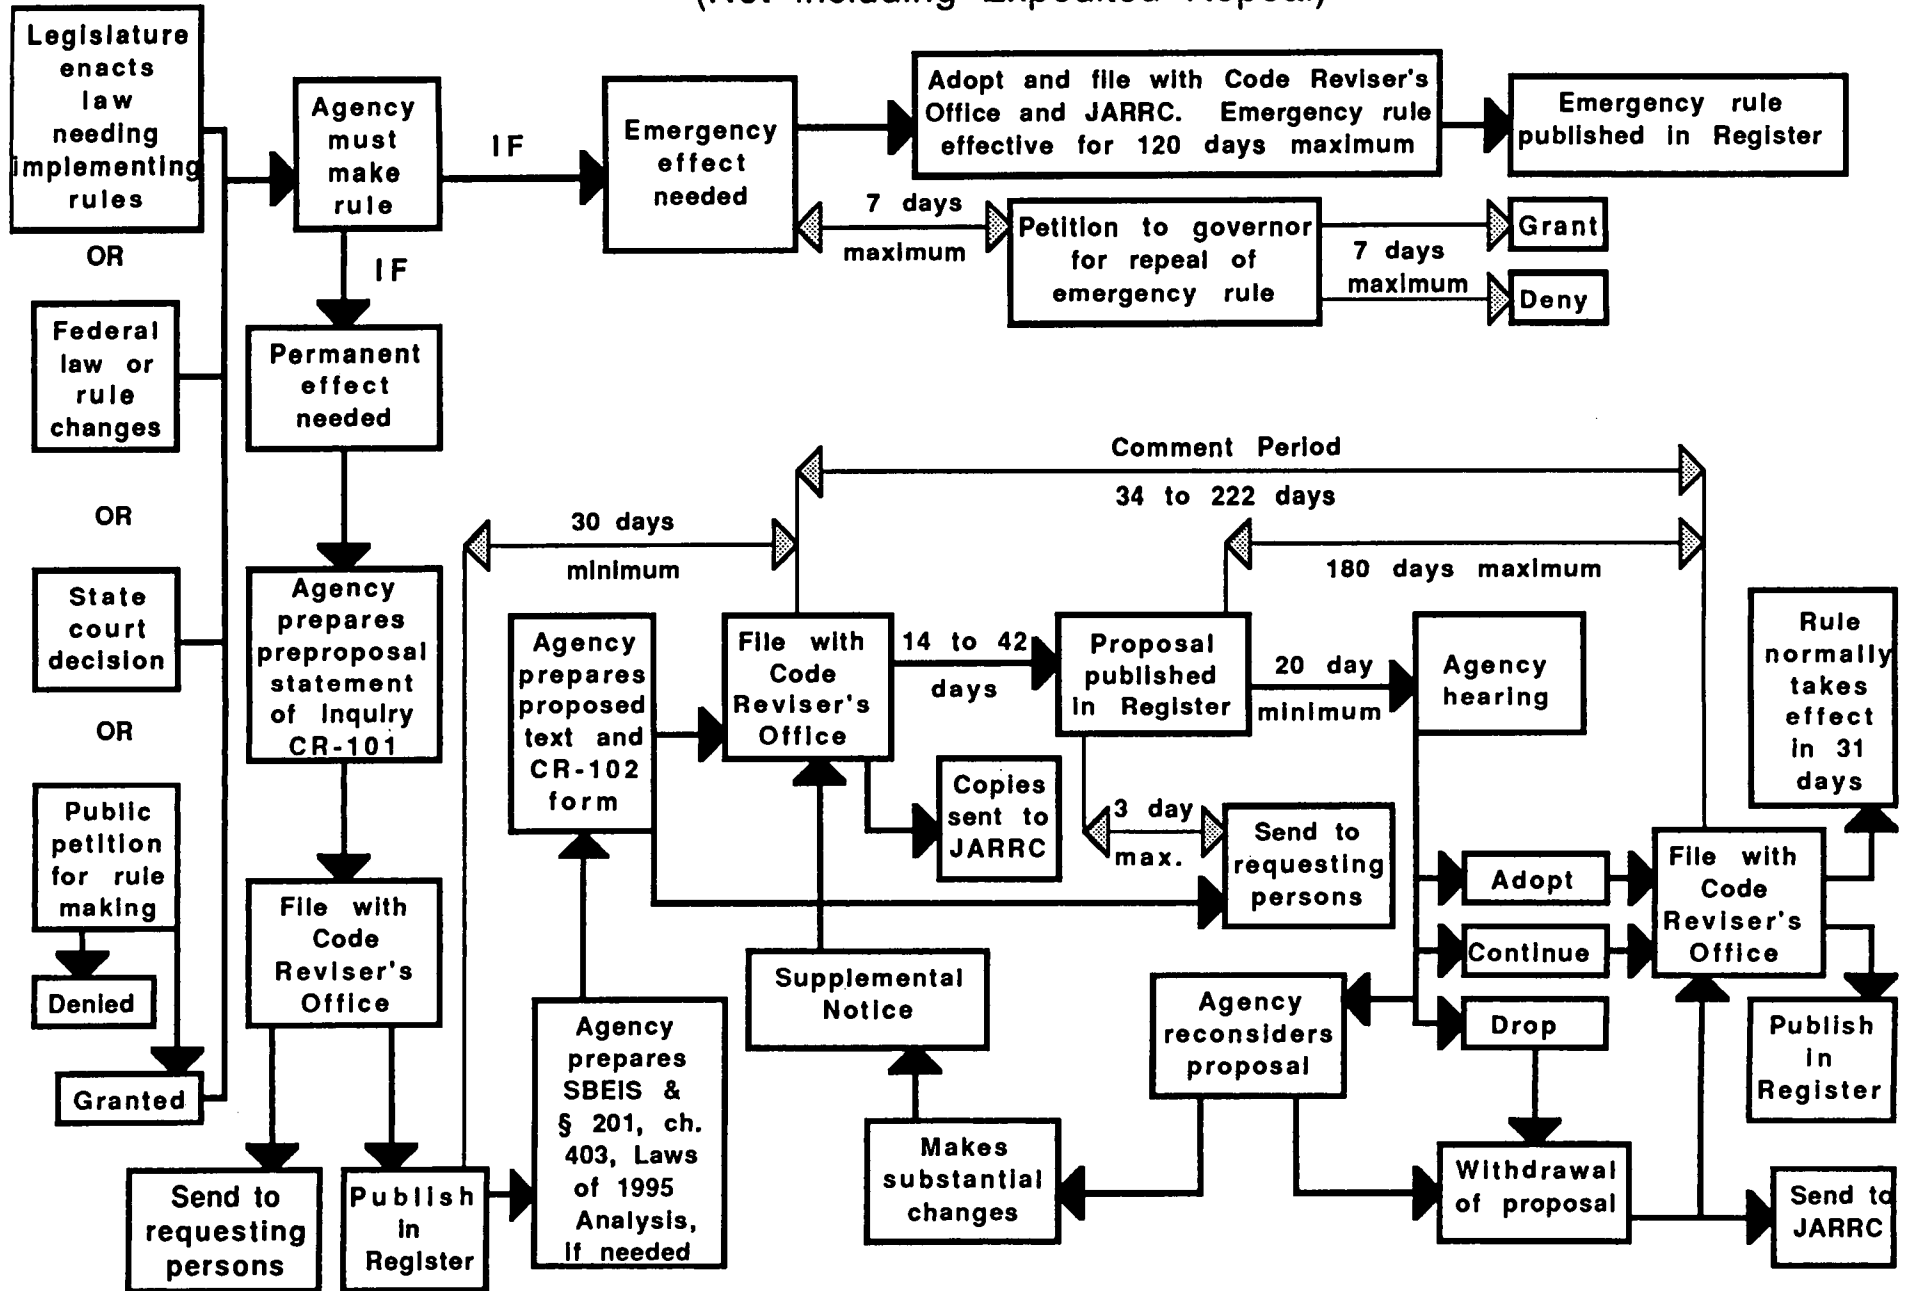 (Not Including Expedited Repeal)
Legislature
enacts
law
needing
implementing
rules
OR
Federal
law or
rule
changes
OR
State
court
decision
OR
Public
petition
for rule
making
Denied
Granted
Agency
must
make
rule
IF
IF
Permanent
effect
needed
Agency
prepares
preproposal
statement
of Inquiry
CR-101
File with
Code
Reviser's
Office
Send to
requesting
persons
Publish
in
Register
Emergency
effect
needed
Adopt and file with Code Reviser's
Office and JARRC. Emergency rule
effective for 120 days maximum
Emergency rule
published in Register
7 days
maximum
Petition to governor
for repeal of
emergency rule
7 days
maximum
Grant
Deny
Comment Period
34 to 222 days
30 days
minimum
180 days maximum
Agency
prepares
SBEIS &
§ 201, ch.
403, Laws
of 1995
Analysis,
if needed
Agency
prepares
proposed
text and
CR-102
form
File with
Code
Reviser's
Office
14 to 42
days
Copies
sent to
JARRC
Proposal
published
in Register
3 day
max.
Send to
requesting
persons
20 day
minimum
Agency
hearing
Adopt
Continue
Drop
Agency
reconsiders
proposal
Supplemental
Notice
Makes
substantial
changes
Withdrawal
of proposal
File with
Code
Reviser's
Office
Rule
normally
takes
effect
in 31
days
Publish
in
Register
Send to
JARRC